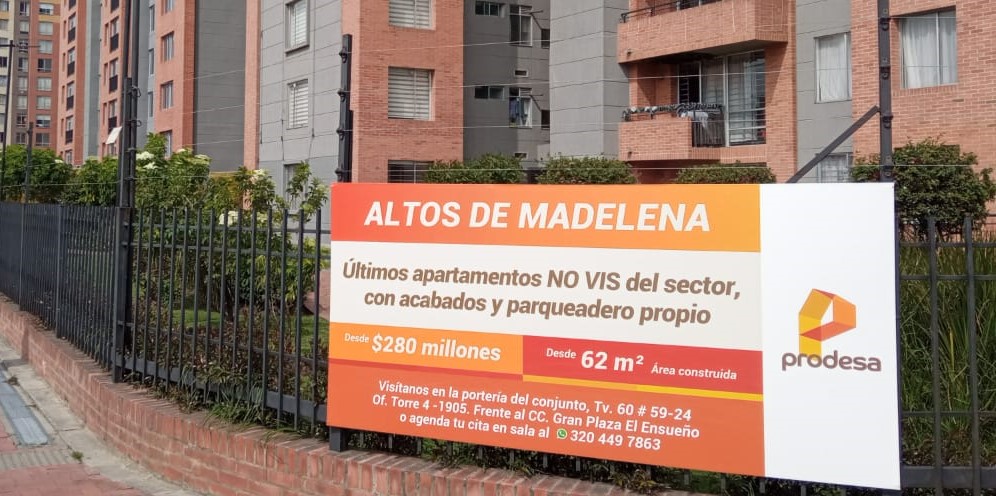 ALTOS DE MADELENA
Últimos apartamentos NO VIS del sector,
con acabados y parqueadero propio
Desde $280 millones
Desde 62 m² Área construida
Visítanos en la portería del conjunto, Tv. 60 # 59-24
Of. Torre 4 -1905. Frente al CC. Gran Plaza El Ensueño
o agenda tu cita en sala al 320 449 7863
prodesa